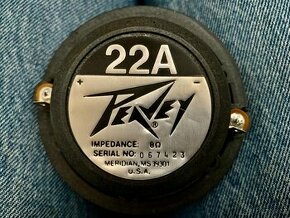 22A
+
PEAVEY®
IMPEDANCE: 8Ω
SERIAL NO: 067423
MERIDIAN, MS 39301
U.S.A.